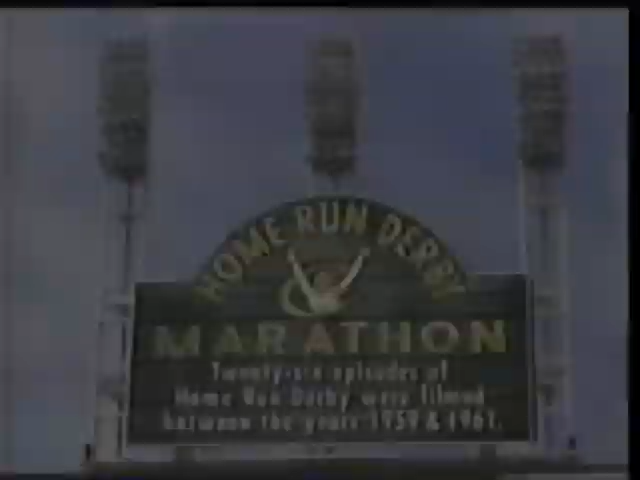 HOME RUN DERBY
MARATHON
Twenty-six episodes of
Home Run Derby were filmed
between the years 1959 & 1961.